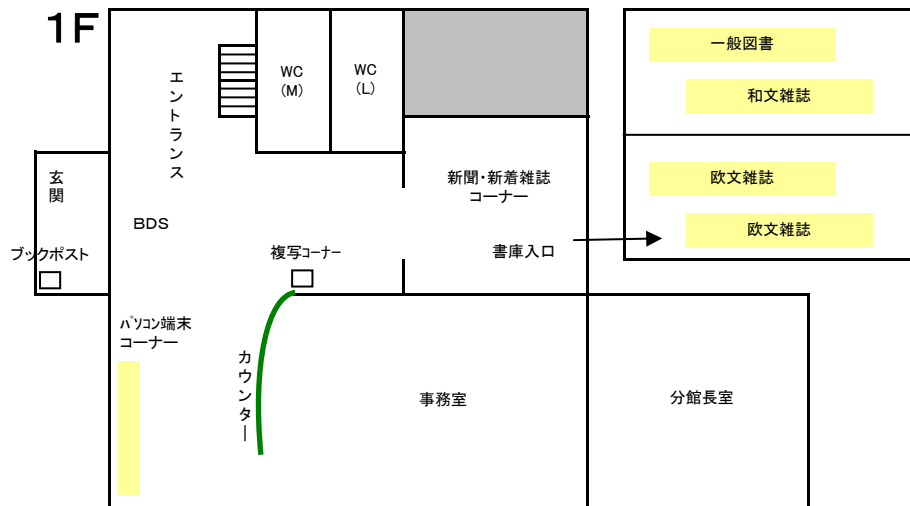 1F
エントランス
WC
(M)
WC
(L)
一般図書
和文雑誌
玄関
BDS
ブックポスト
新聞・新着雑誌
コーナー
欧文雑誌
欧文雑誌
複写ｺｰﾅｰ
書庫入口
ﾊﾟｿｺﾝ端末
コーナー
カウンター
事務室
分館長室